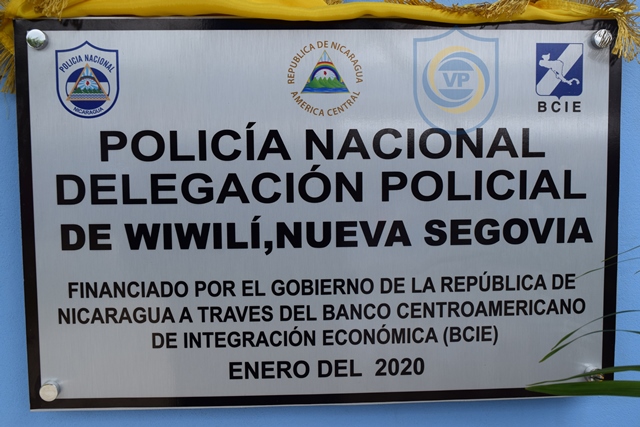 POLICÍA NACIONAL
NICARAGUA
REPUBLICA DE NICARAGUA
AMERICA CENTRAL
VP
BCIE
POLICÍA NACIONAL
DELEGACIÓN POLICIAL
DE WIWILÍ,NUEVA SEGOVIA
FINANCIADO POR EL GOBIERNO DE LA REPÚBLICA DE
NICARAGUA A TRAVES DEL BANCO CENTROAMERICANO
DE INTEGRACIÓN ECONÓMICA (BCIE)
ENERO DEL 2020